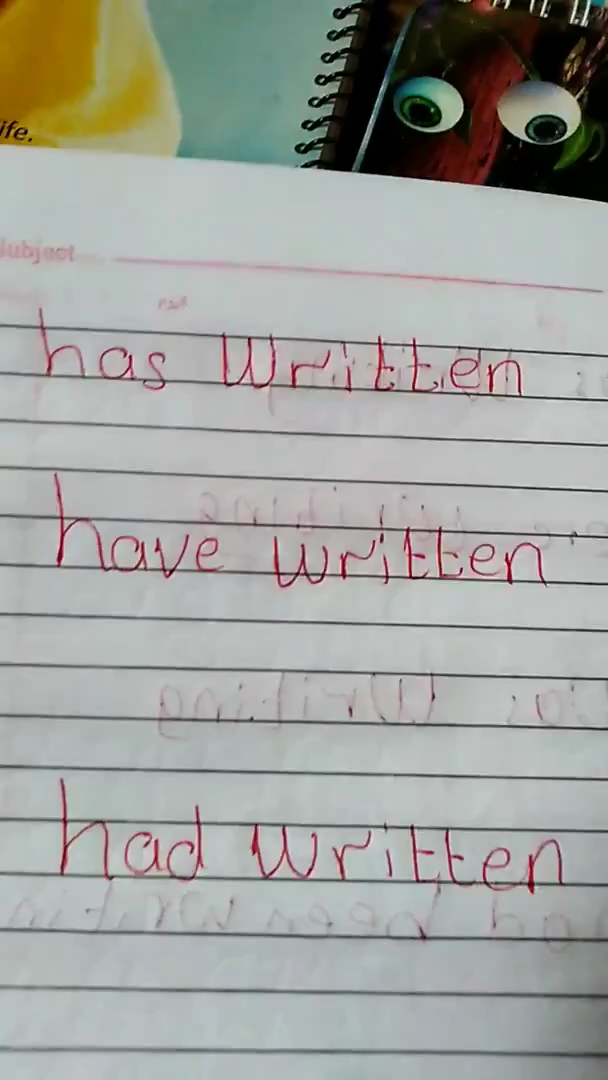 ife.
Subject
has written
have written
had written